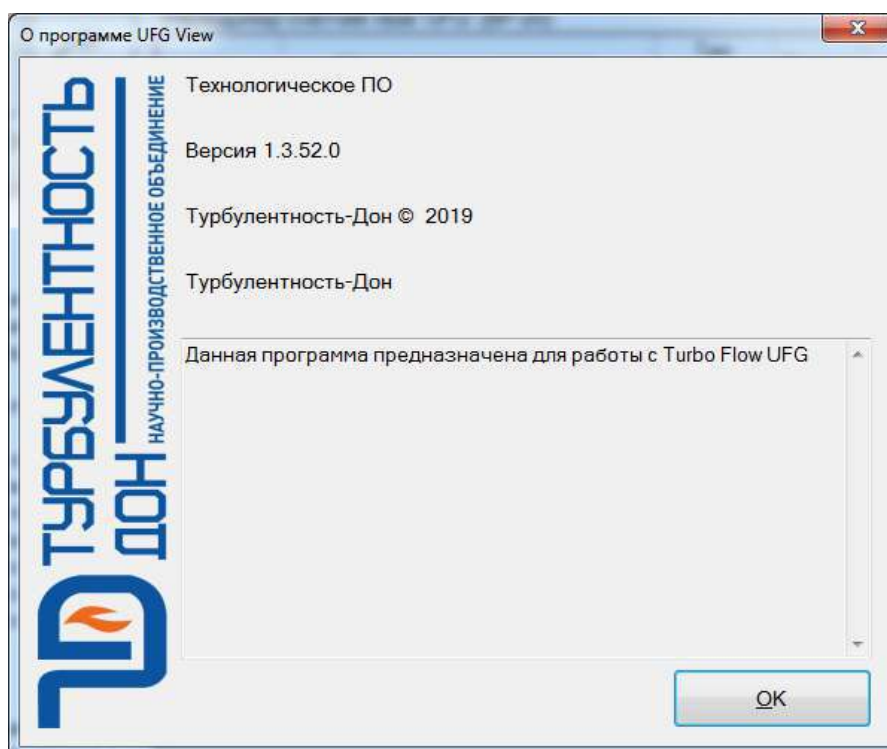 О программе UFG View
ТУРБУЛЕНТНОСТЬ
ДОН
НАУЧНО-ПРОИЗВОДСТВЕННОЕ ОБЪЕДИНЕНИЕ
Технологическое ПО
Версия 1.3.52.0
Турбулентность-Дон © 2019
Турбулентность-Дон
Данная программа предназначена для работы с Turbo Flow UFG
OK